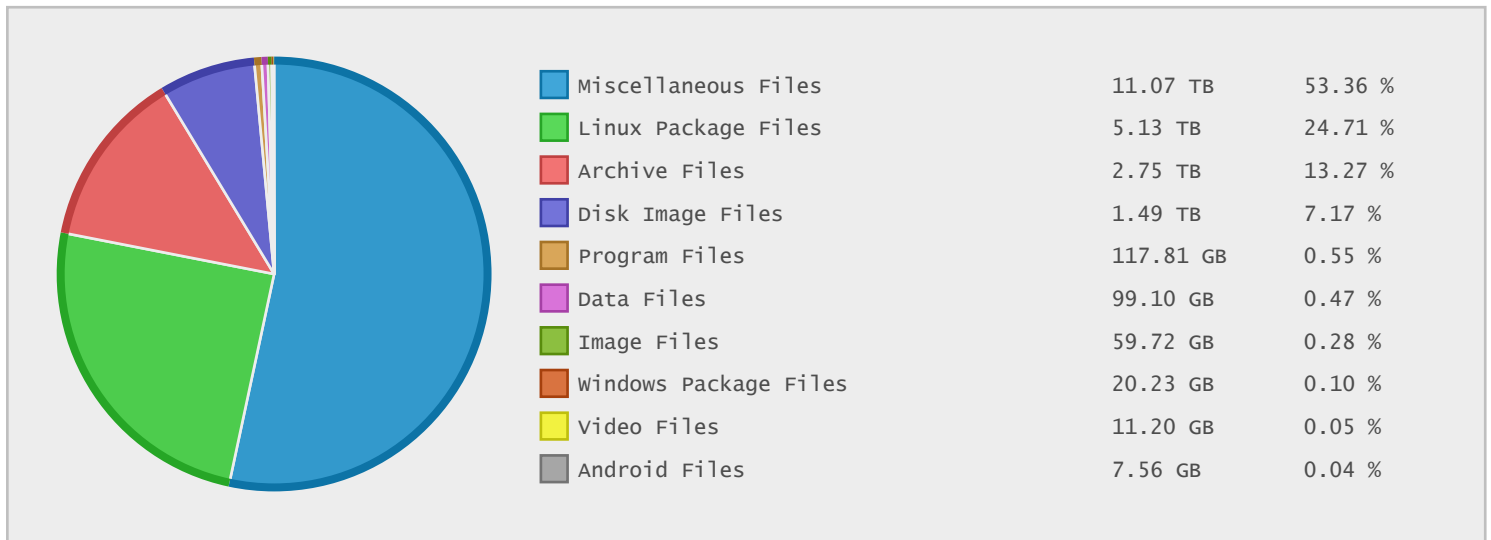 Miscellaneous Files 11.07 TB 53.36 %
Linux Package Files 5.13 TB 24.71 %
Archive Files 2.75 TB 13.27 %
Disk Image Files 1.49 TB 7.17 %
Program Files 117.81 GB 0.55 %
Data Files 99.10 GB 0.47 %
Image Files 59.72 GB 0.28 %
Windows Package Files 20.23 GB 0.10 %
Video Files 11.20 GB 0.05 %
Android Files 7.56 GB 0.04 %